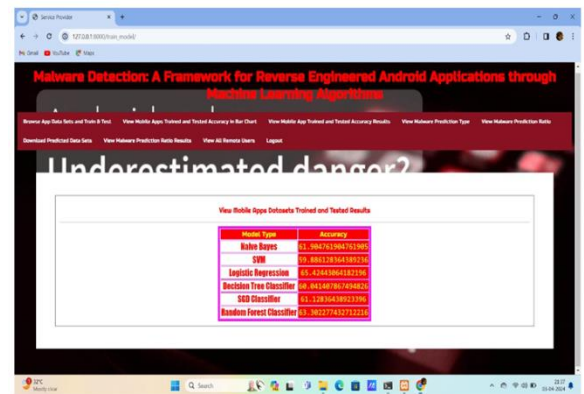 Service Provider
127.0.0.1:8000/train_model/
Gmail YouTube Maps
Malware Detection: A Framework for Reverse Engineered Android Applications through
Machine Learning Algorithms
Browse App Data Sets and Train & Test View Mobile Apps Trained and Tested Accuracy in Bar Chart View Mobile App Trained and Tested Accuracy Results View Malware Prediction Type View Malware Prediction Ratio
Download Predicted Data Sets View Malware Prediction Ratio Results View All Remote Users Logout
Underestimated danger?
View Mobile Apps Datasets Trained and Tested Results
Model Type Accuracy
Naive Bayes 61.904761904761905
SVM 59.886128364389236
Logistic Regression 65.42443064182196
Decision Tree Classifier 60.041407867494826
SGD Classifier 61.12836438923396
Random Forest Classifier 63.302277432712216
32°C
Mostly clear
Search
23:37
03-04-2024